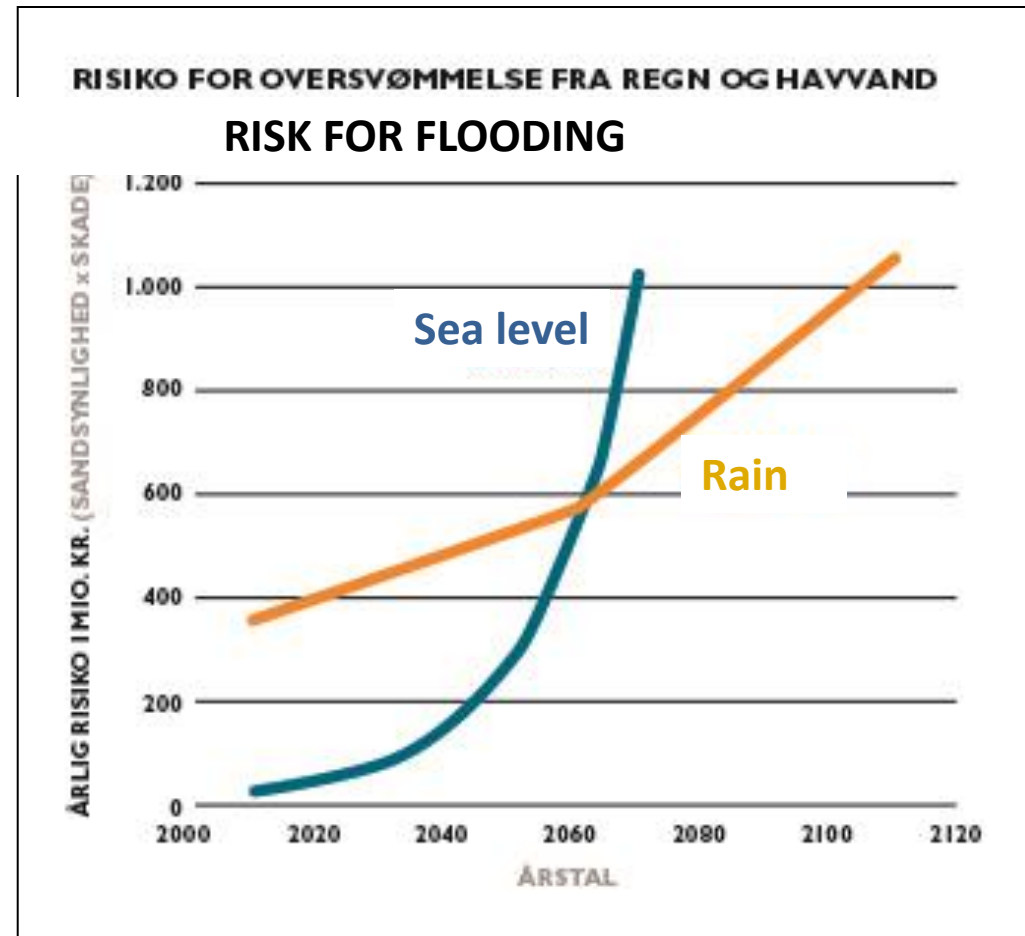 RISIKO FOR OVERSVØMMELSE FRA REGN OG HAVVAND
RISK FOR FLOODING
ÅRLIG RISIKO I MIO. KR. (SANDSYNLIGHED x SKADE)
1.200
1.000
800
600
400
200
0
Sea level
Rain
2000 2020 2040 2060 2080 2100 2120
ÅRSTAL